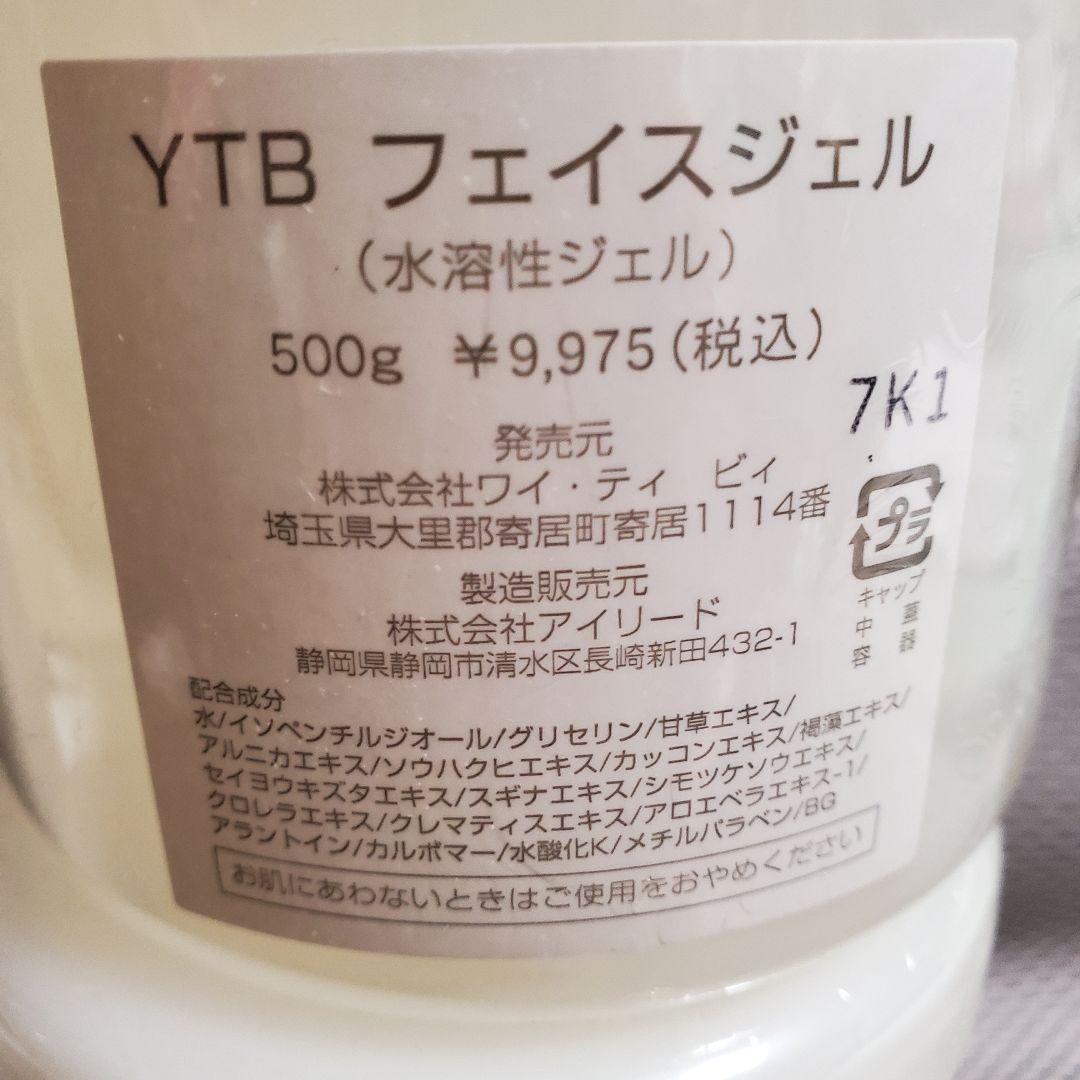 YTB フェイスジェル
（水溶性ジェル）
500g ¥9,975（税込）
7K1
発売元
株式会社ワイ・ティ ビィ
埼玉県大里郡寄居町寄居1114番
プラ
キャップ
中蓋
容器
製造販売元
株式会社アイリード
静岡県静岡市清水区長崎新田432-1
配合成分
水/イソペンチルジオール/グリセリン/甘草エキス/
アルニカエキス/ソウハクヒエキス/カッコンエキス/褐藻エキス/
セイヨウキズタエキス/スギナエキス/シモツケソウエキス/
クロレラエキス/クレマティスエキス/アロエベラエキス-1/
アラントイン/カルボマー/水酸化K/メチルパラベン/BG
お肌にあわないときはご使用をおやめください